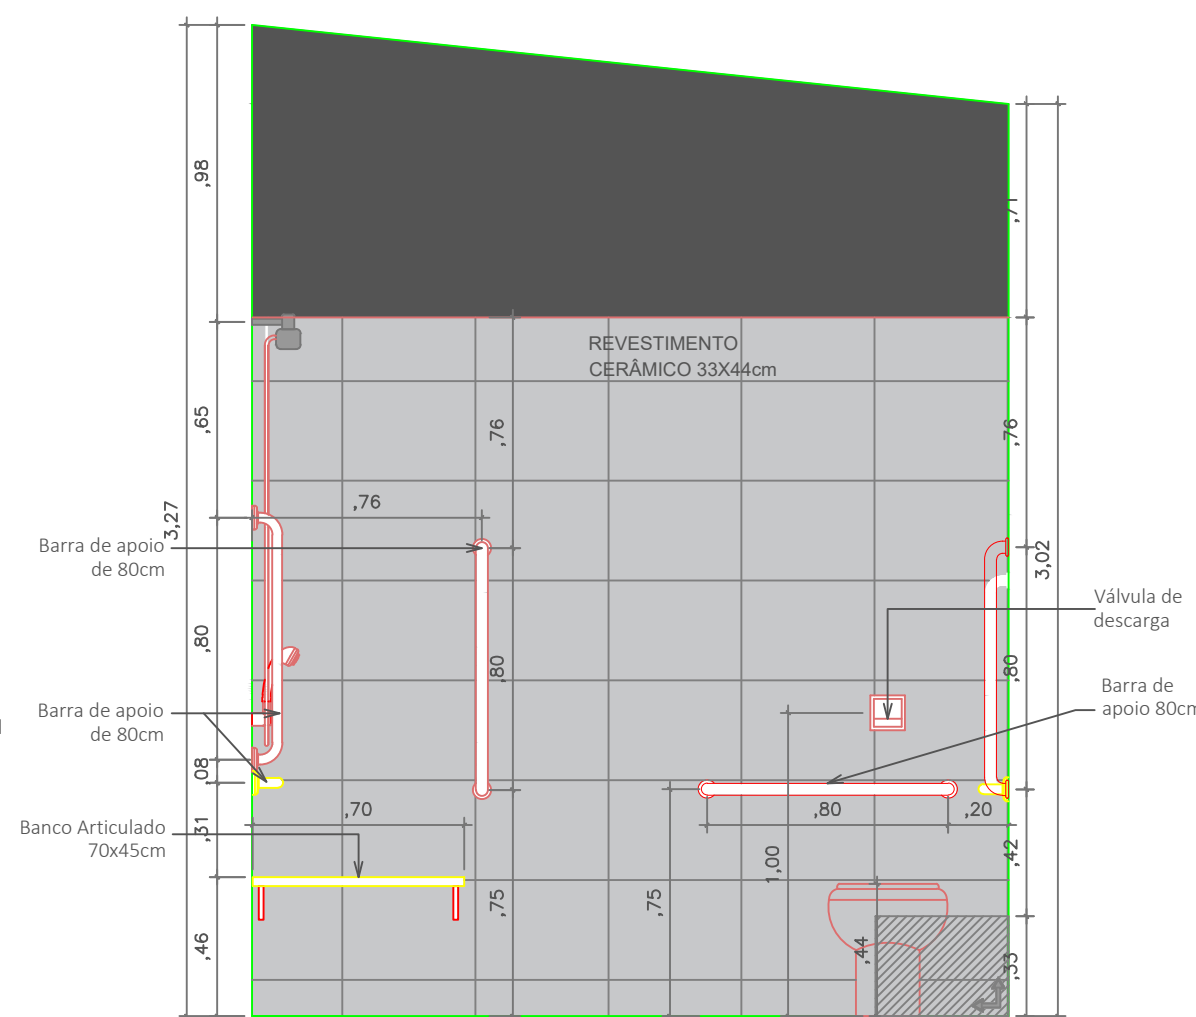 ,98
,71
REVESTIMENTO
CERÂMICO 33X44cm
,65
,76
,76
,76
3,27
Barra de apoio
de 80cm
3,02
Válvula de
descarga
,80
,80
,80
Barra de
apoio 80cm
Barra de apoio
de 80cm
,08
,70
,80
,20
Banco Articulado
70x45cm
,31
1,00
,42
,75
,75
,46
,44
,33